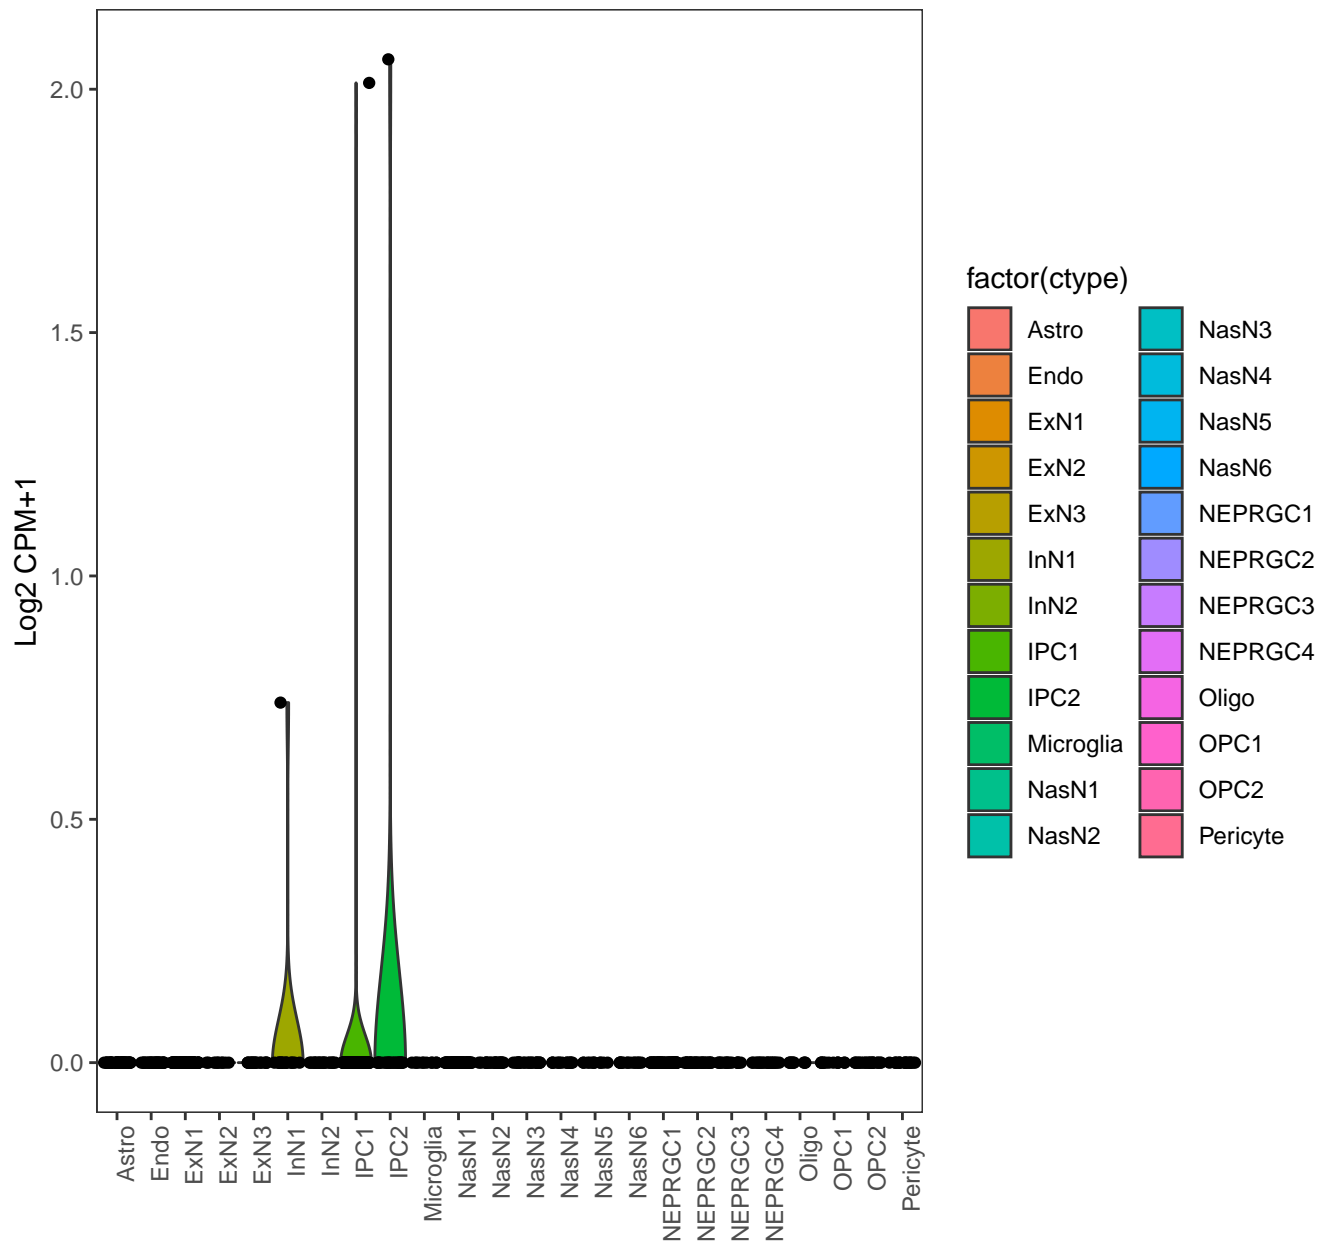 2.0
1.5
1.0
0.5
0.0
Log2 CPM+1
Astro
Endo
ExN1
ExN2
ExN3
InN1
InN2
IPC1
IPC2
Microglia
NasN1
NasN2
NasN3
NasN4
NasN5
NasN6
NEPRGC1
NEPRGC2
NEPRGC3
NEPRGC4
Oligo
OPC1
OPC2
Pericyte
factor(ctype)
Astro
Endo
ExN1
ExN2
ExN3
InN1
InN2
IPC1
IPC2
Microglia
NasN1
NasN2
NasN3
NasN4
NasN5
NasN6
NEPRGC1
NEPRGC2
NEPRGC3
NEPRGC4
Oligo
OPC1
OPC2
Pericyte